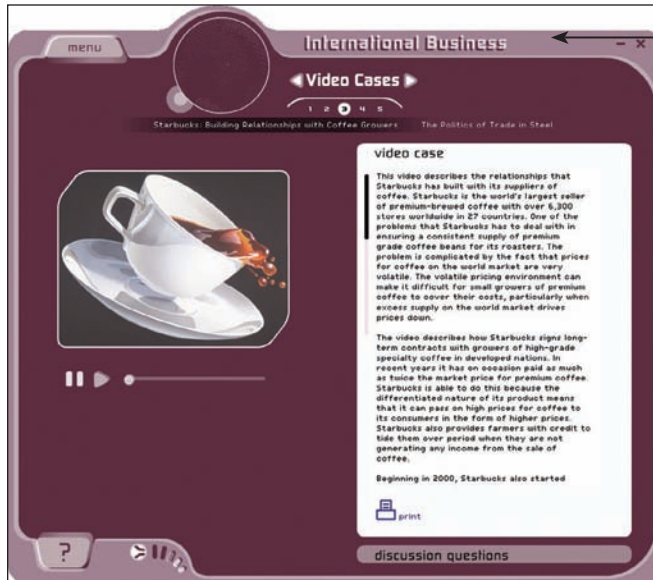 menu
International Business
Video Cases
1 2 3 4 5
Starbucks: Building Relationships with Coffee Growers The Politics of Trade in Steel
video case
This video describes the relationships that
Starbucks has built with its suppliers of
coffee. Starbucks is the world's largest seller
of premium-brewed coffee with over 6,300
stores worldwide in 27 countries. One of the
problems that Starbucks has to deal with in
ensuring a consistent supply of premium
grade coffee beans for its roasters. The
problem is complicated by the fact that prices
for coffee on the world market are very
volatile. The volatile pricing environment can
make it difficult for small growers of premium
coffee to cover their costs, particularly when
excess supply on the world market drives
prices down.
The video describes how Starbucks signs long-
term contracts with growers of high-grade
specialty coffee in developed nations. In
recent years it has on occasion paid as much
as twice the market price for premium coffee.
Starbucks is able to do this because the
differentiated nature of its product means
that it can pass on high prices for coffee to
its consumers in the form of higher prices.
Starbucks also provides farmers with credit to
tide them over period when they are not
generating any income from the sale of
coffee.
Beginning in 2000, Starbucks also started
print
?
discussion questions